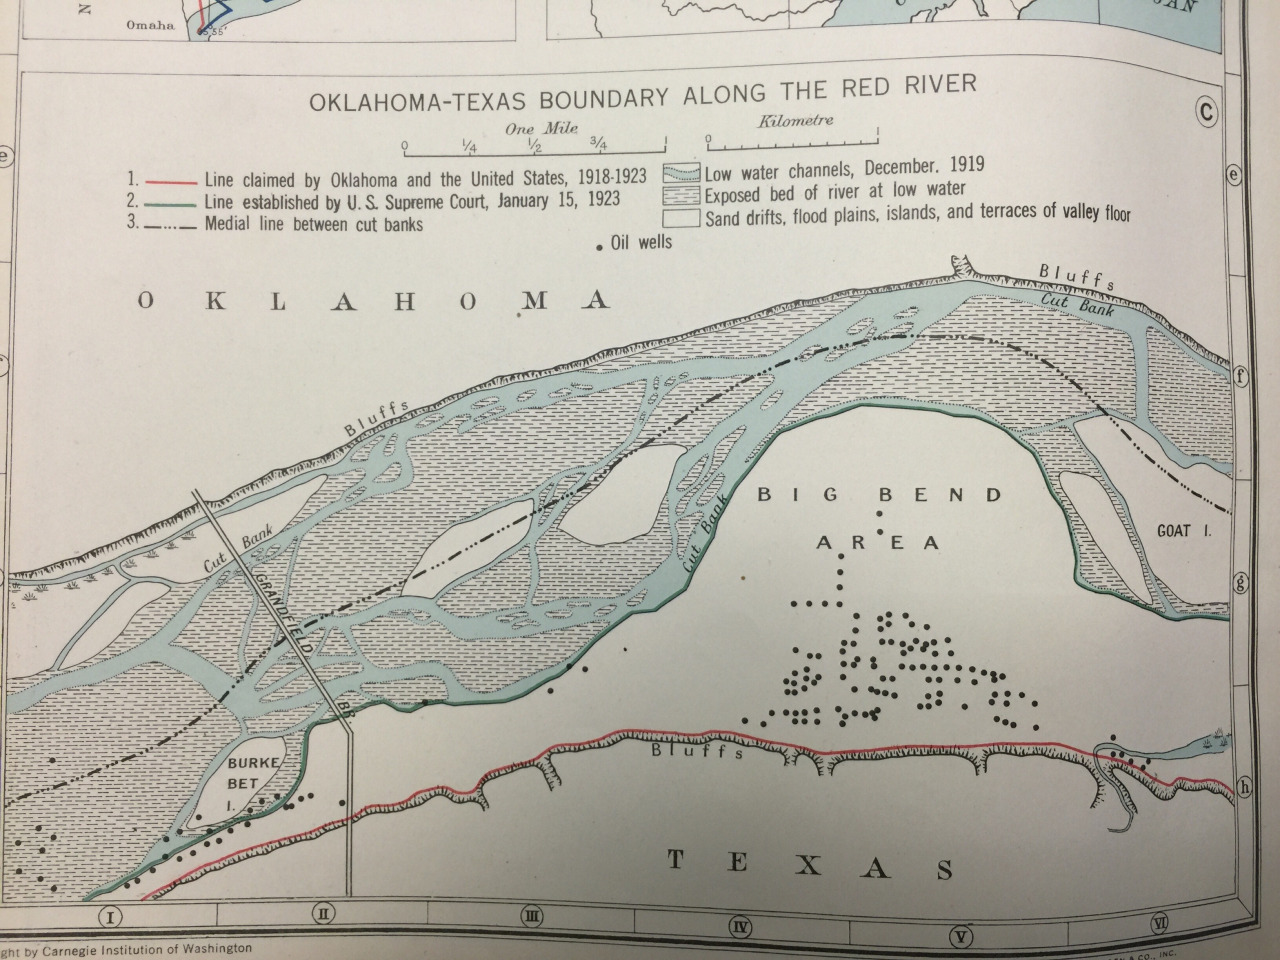 N
Omaha
95°55'
OKLAHOMA-TEXAS BOUNDARY ALONG THE RED RIVER
C
One Mile
0 1/4 1/2 3/4 1
Kilometre
0 1
1. Line claimed by Oklahoma and the United States, 1918-1923
2. Line established by U. S. Supreme Court, January 15, 1923
3. Medial line between cut banks
Low water channels, December. 1919
Exposed bed of river at low water
Sand drifts, flood plains, islands, and terraces of valley floor
Oil wells
e
e
OKLAHOMA
Bluffs
Cut Bank
f
Bluffs
BIG BEND
AREA
Cut Bank
Cut Bank
GOAT I.
GRANDFIELD
BR.
g
BURKE
BET
I.
Bluffs
h
TEXAS
I II III IV V VI
ght by Carnegie Institution of Washington
& CO., INC.